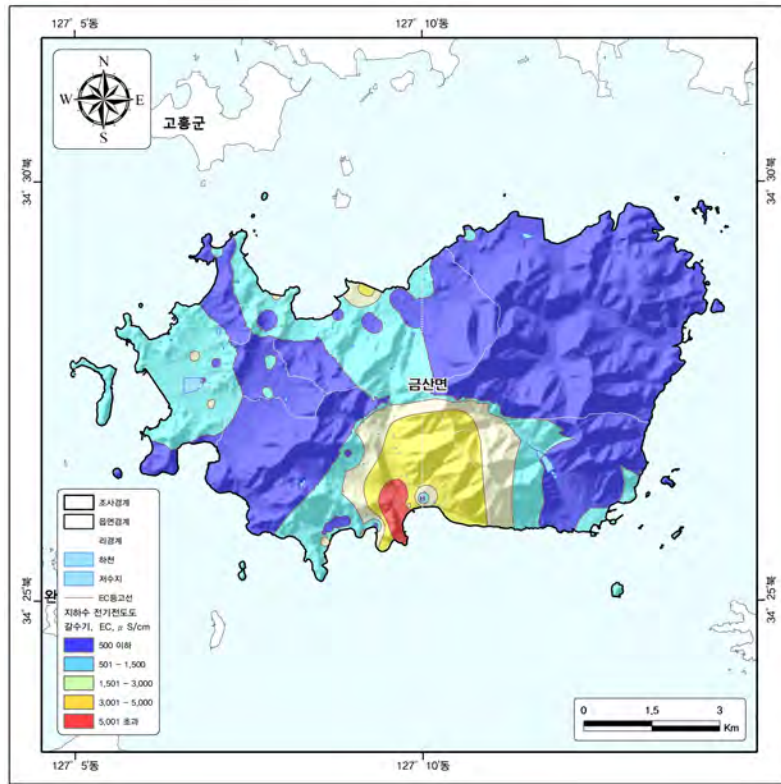 127° 5'동
127° 10'동
N
W
E
S
고흥군
34° 30'북
34° 30'북
금산면
조사경계
읍면경계
리경계
하천
저수지
EC등고선
지하수 전기전도도
갈수기, EC, μ S/cm
500 이하
501 - 1,500
1,501 - 3,000
3,001 - 5,000
5,001 초과
완
34° 25'북
34° 25'북
0
1.5
3
Km
127° 5'동
127° 10'동